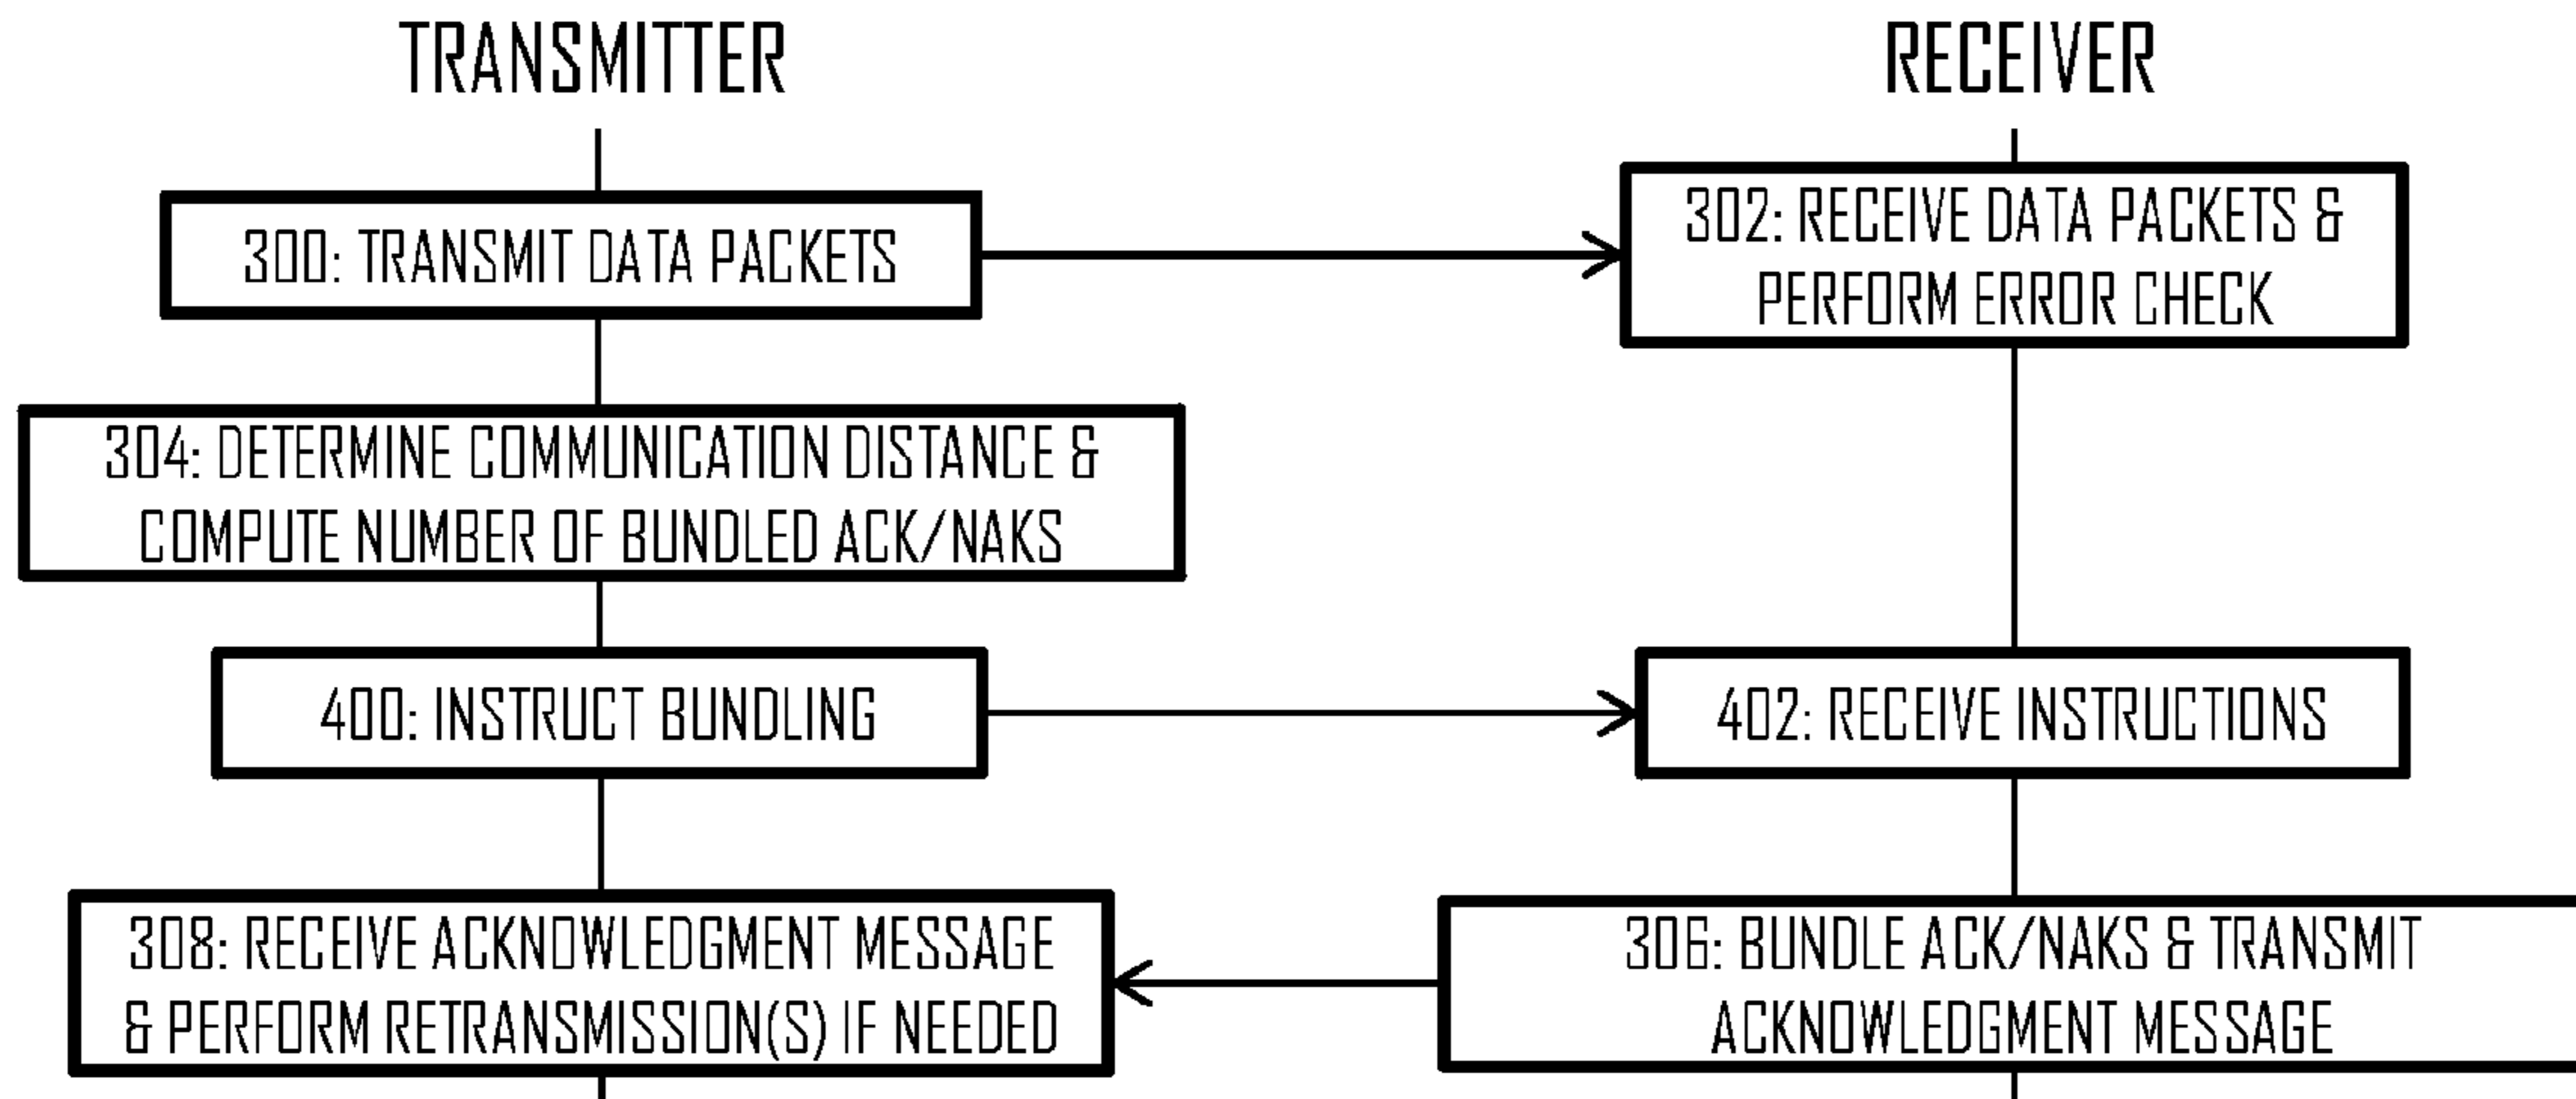 TRANSMITTER
RECEIVER
300: TRANSMIT DATA PACKETS
302: RECEIVE DATA PACKETS &
PERFORM ERROR CHECK
304: DETERMINE COMMUNICATION DISTANCE &
COMPUTE NUMBER OF BUNDLED ACK/NAKS
400: INSTRUCT BUNDLING
402: RECEIVE INSTRUCTIONS
308: RECEIVE ACKNOWLEDGMENT MESSAGE
& PERFORM RETRANSMISSION(S) IF NEEDED
306: BUNDLE ACK/NAKS & TRANSMIT
ACKNOWLEDGMENT MESSAGE